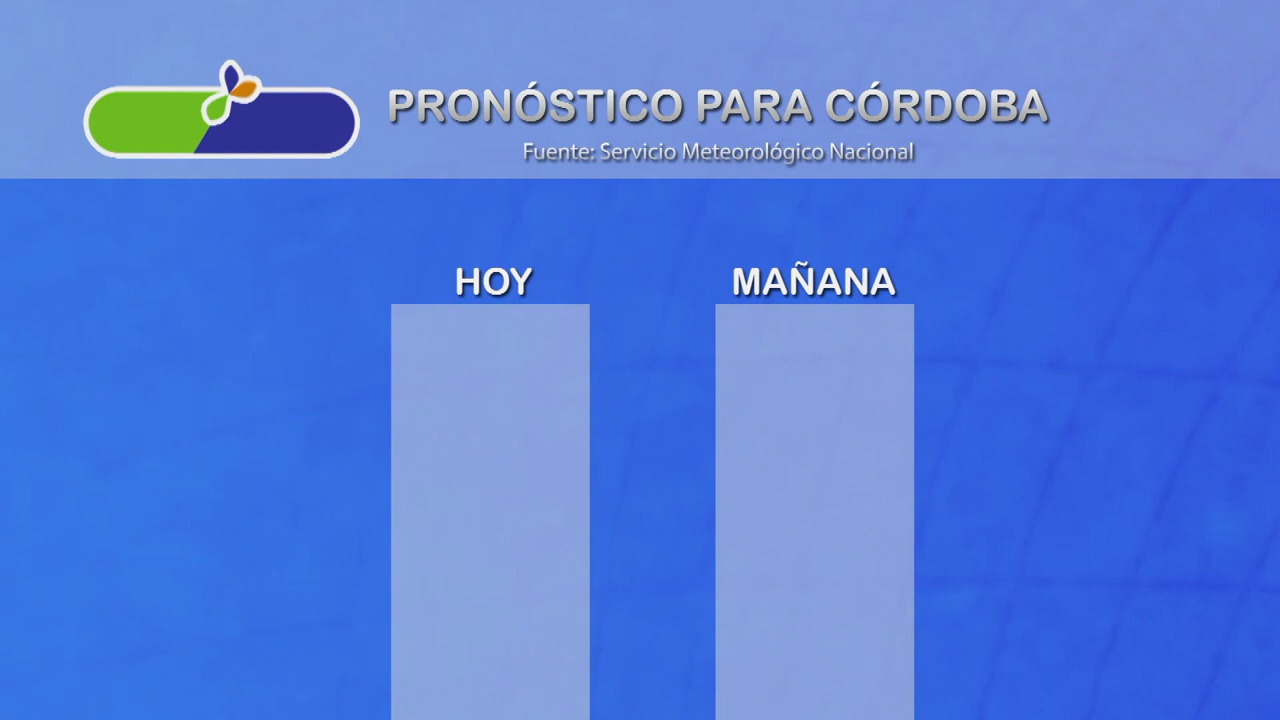 PRONÓSTICO PARA CÓRDOBA
Fuente: Servicio Meteorológico Nacional
HOY
MAÑANA